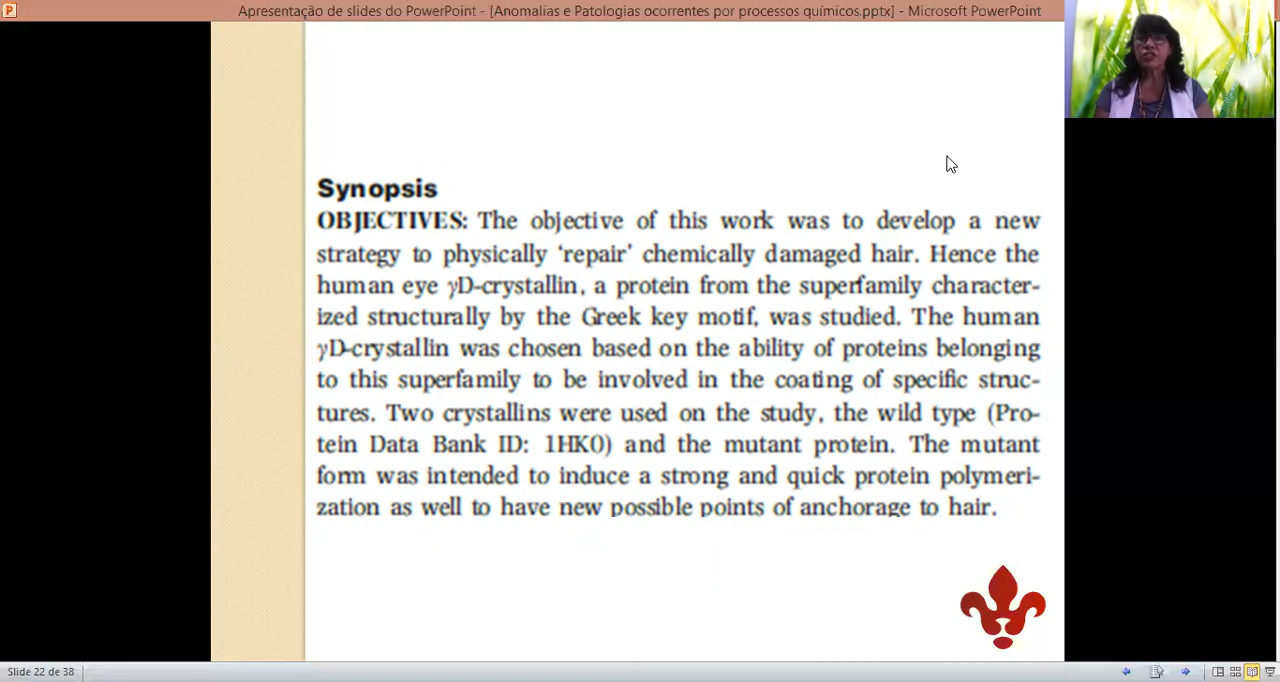 Apresentação de slides do PowerPoint - [Anomalias e Patologias ocorrentes por processos químicos.pptx] - Microsoft PowerPoint
Synopsis
OBJECTIVES: The objective of this work was to develop a new
strategy to physically ‘repair’ chemically damaged hair. Hence the
human eye γD-crystallin, a protein from the superfamily character-
ized structurally by the Greek key motif, was studied. The human
γD-crystallin was chosen based on the ability of proteins belonging
to this superfamily to be involved in the coating of specific struc-
tures. Two crystallins were used on the study, the wild type (Pro-
tein Data Bank ID: 1HK0) and the mutant protein. The mutant
form was intended to induce a strong and quick protein polymeri-
zation as well to have new possible points of anchorage to hair.
Slide 22 de 38